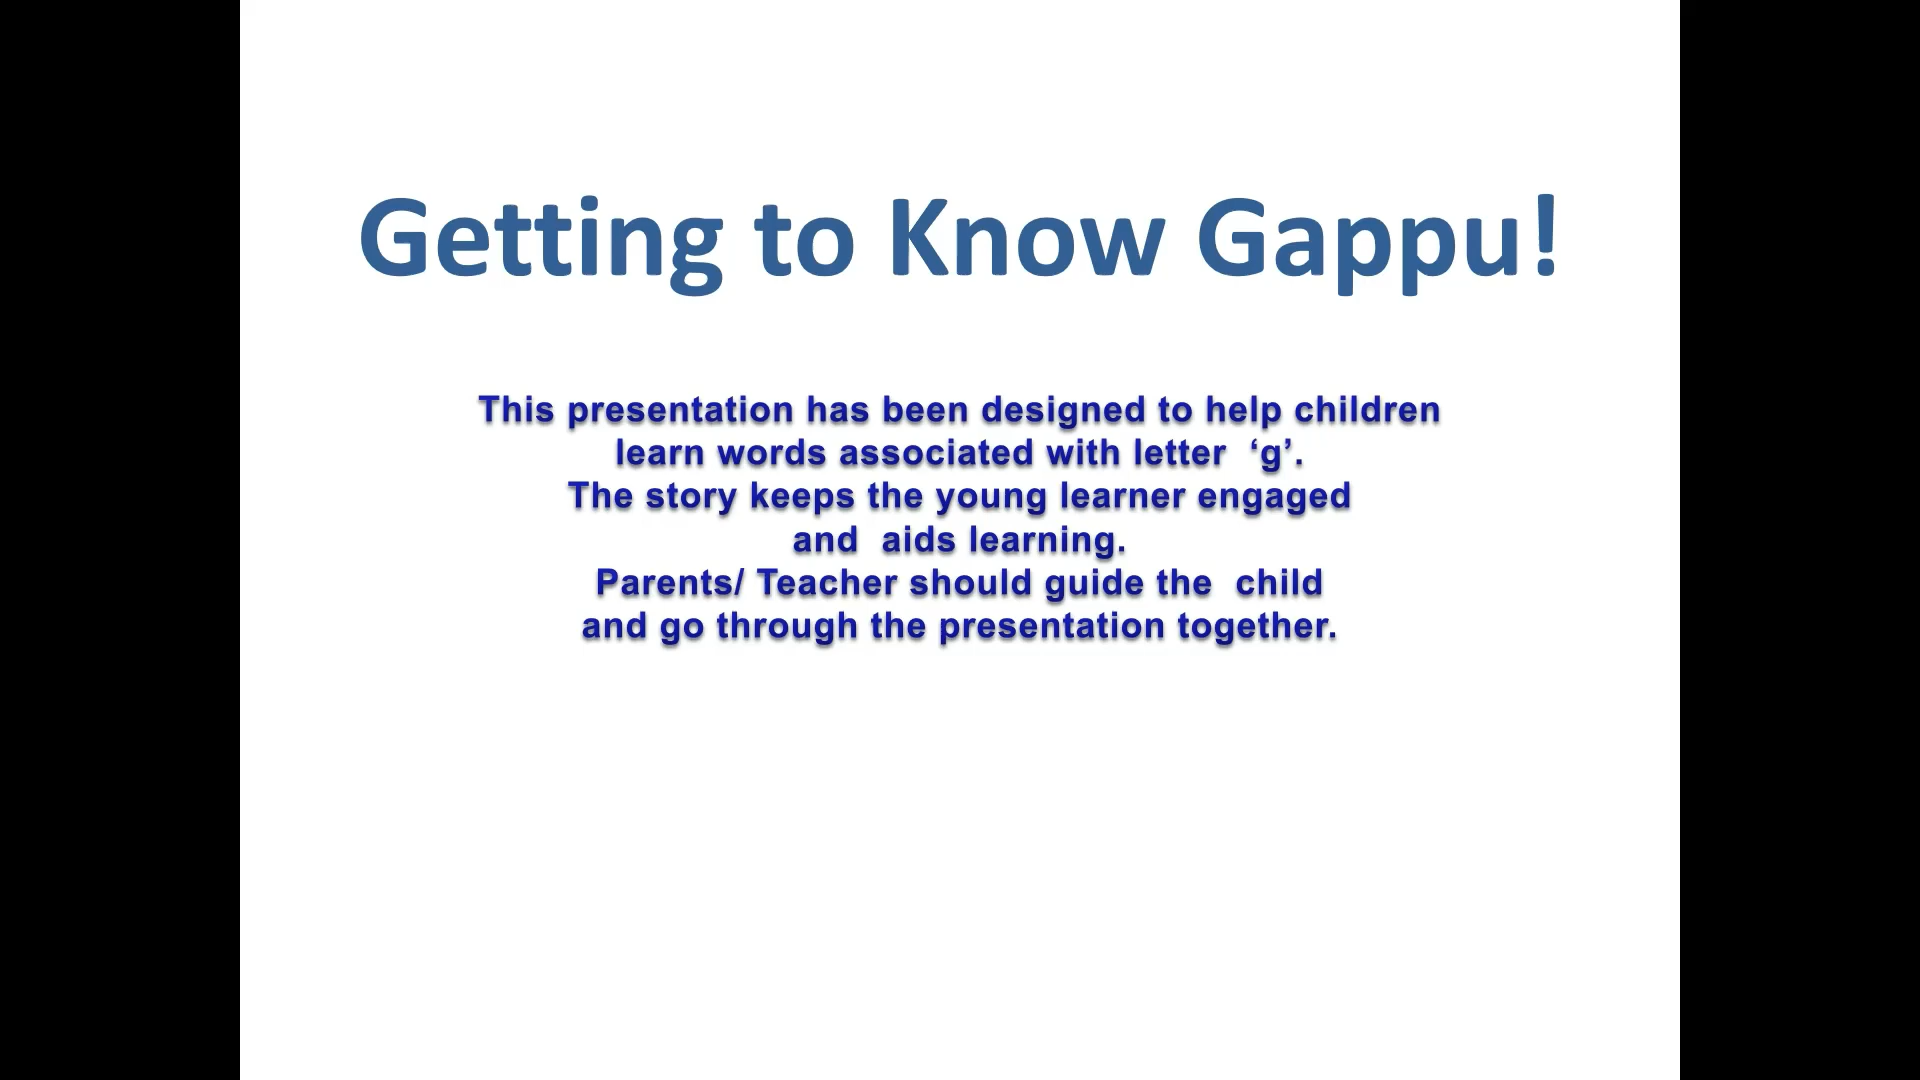 Getting to Know Gappu!
This presentation has been designed to help children
learn words associated with letter  ‘g’.
The story keeps the young learner engaged
and  aids learning.
Parents/ Teacher should guide the  child
and go through the presentation together.